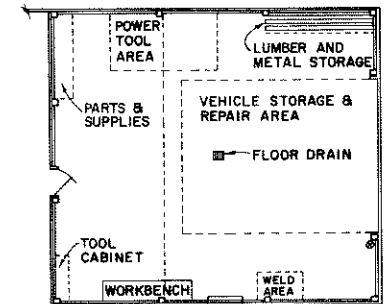 POWER
TOOL
AREA
LUMBER AND
METAL STORAGE
PARTS &
SUPPLIES
VEHICLE STORAGE &
REPAIR AREA
FLOOR DRAIN
TOOL
CABINET
WORKBENCH
WELD
AREA